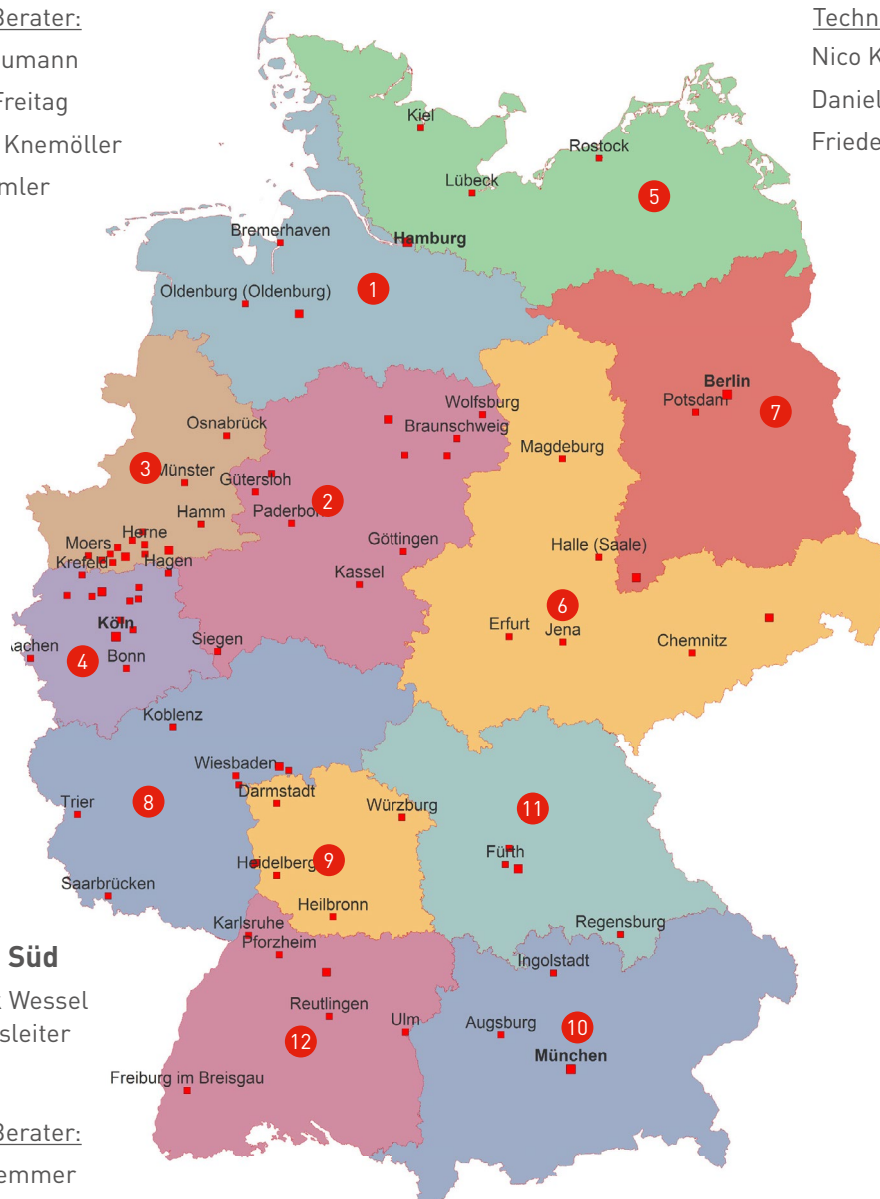 Berater:
umann
Freitag
Knemöller
mler
Techn
Nico K
Daniel
Friede
Kiel
Rostock
Lübeck
5
Bremerhaven
Hamburg
Oldenburg (Oldenburg)
1
Berlin
Potsdam
7
Wolfsburg
Osnabrück
Braunschweig
3
Münster
Gütersloh
2
Magdeburg
Hamm
Paderbor
Herne
Moers
Göttingen
Halle (Saale)
Krefeld
Hagen
Kassel
6
Köln
Erfurt
Jena
Chemnitz
Aachen
4
Bonn
Siegen
Koblenz
Wiesbaden
Darmstadt
8
Trier
Würzburg
11
Heidelberg
9
Fürth
Saarbrücken
Heilbronn
Karlsruhe
Regensburg
Pforzheim
Süd
Ingolstadt
Wessel
sleiter
Reutlingen
Ulm
Augsburg
10
12
München
Freiburg im Breisgau
Berater:
emmer